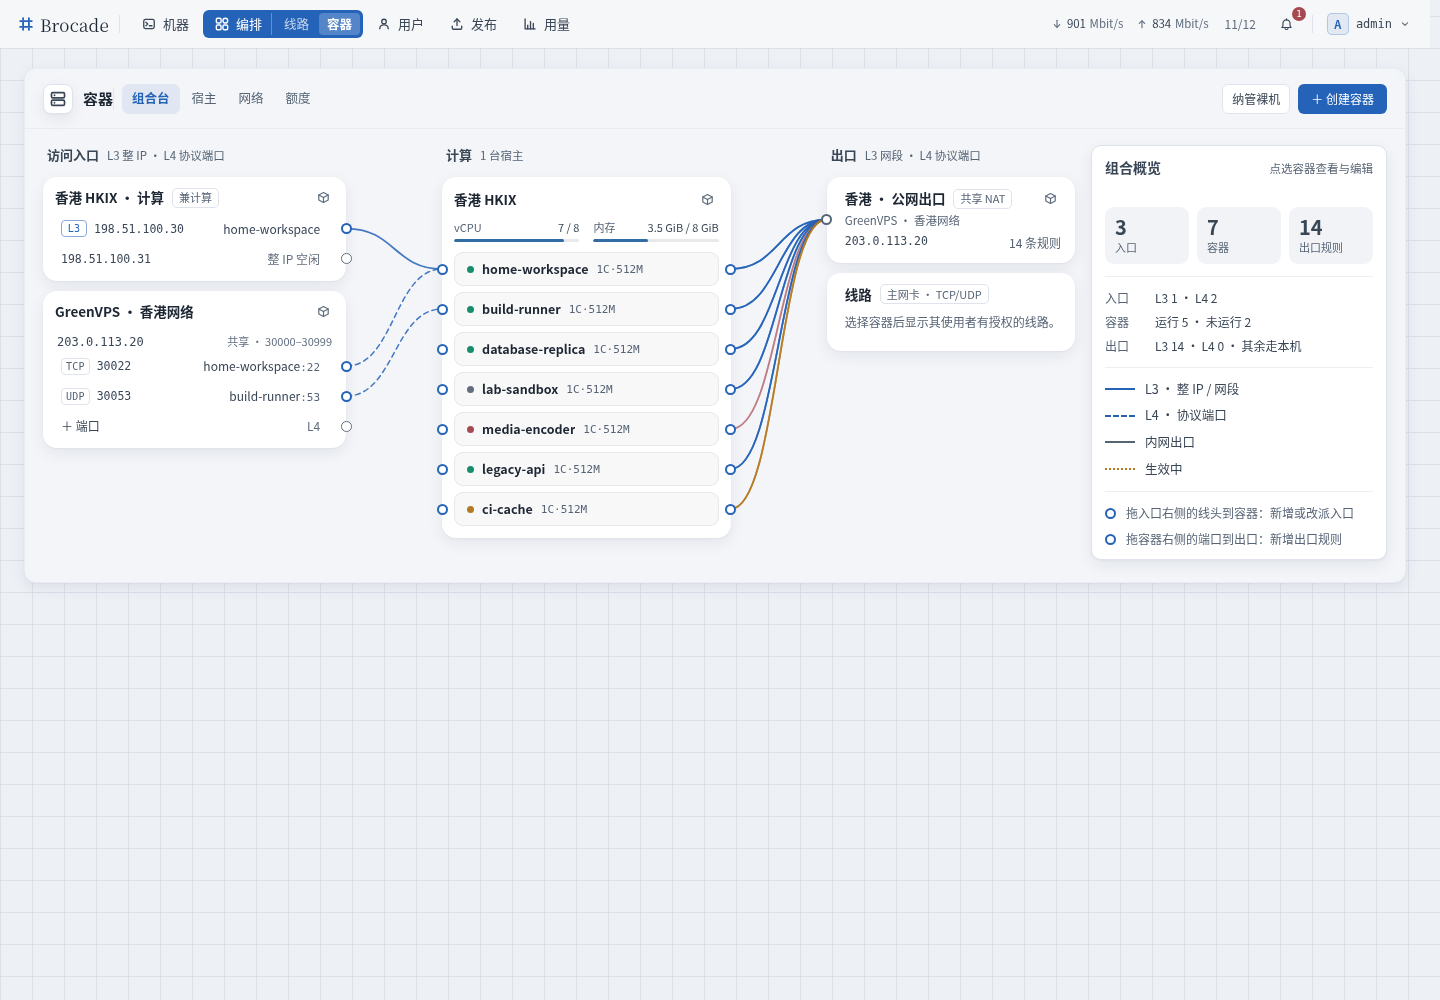 Brocade
机器
编排
线路
容器
用户
发布
用量
901 Mbit/s
834 Mbit/s
11/12
1
A
admin
容器
组合台
宿主
网络
额度
纳管裸机
创建容器
访问入口
L3 整 IP · L4 协议端口
香港 HKIX · 计算
兼计算
L3
198.51.100.30
home-workspace
198.51.100.31
整 IP 空闲
GreenVPS · 香港网络
203.0.113.20
共享 · 30000–30999
TCP
30022
home-workspace:22
UDP
30053
build-runner:53
端口
L4
计算
1 台宿主
香港 HKIX
vCPU
7 / 8
内存
3.5 GiB / 8 GiB
home-workspace 1C·512M
build-runner 1C·512M
database-replica 1C·512M
lab-sandbox 1C·512M
media-encoder 1C·512M
legacy-api 1C·512M
ci-cache 1C·512M
出口
L3 网段 · L4 协议端口
香港 · 公网出口
共享 NAT
GreenVPS · 香港网络
203.0.113.20
14 条规则
线路
主网卡 · TCP/UDP
选择容器后显示其使用者有授权的线路。
组合概览
点选容器查看与编辑
3
入口
7
容器
14
出口规则
入口
L3 1 · L4 2
容器
运行 5 · 未运行 2
出口
L3 14 · L4 0 · 其余走本机
L3 · 整 IP / 网段
L4 · 协议端口
内网出口
生效中
拖入口右侧的线头到容器：新增或改派入口
拖容器右侧的端口到出口：新增出口规则